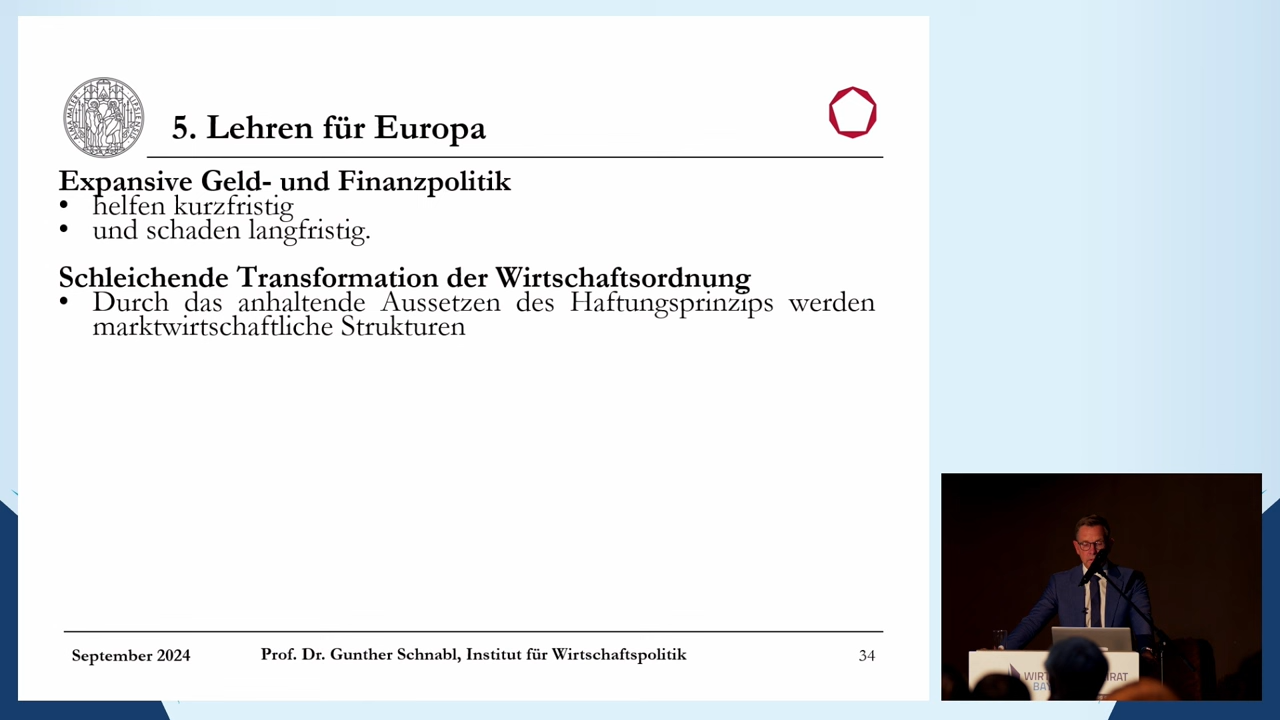 5. Lehren für Europa
Expansive Geld- und Finanzpolitik
• helfen kurzfristig
• und schaden langfristig.
Schleichende Transformation der Wirtschaftsordnung
• Durch das anhaltende Aussetzen des Haftungsprinzips werden
marktwirtschaftliche Strukturen
September 2024
Prof. Dr. Gunther Schnabl, Institut für Wirtschaftspolitik
34